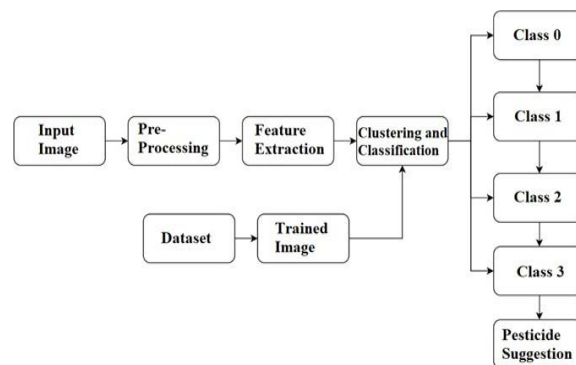 Input
Image
Pre-
Processing
Feature
Extraction
Clustering and
Classification
Dataset
Trained
Image
Class 0
Class 1
Class 2
Class 3
Pesticide
Suggestion